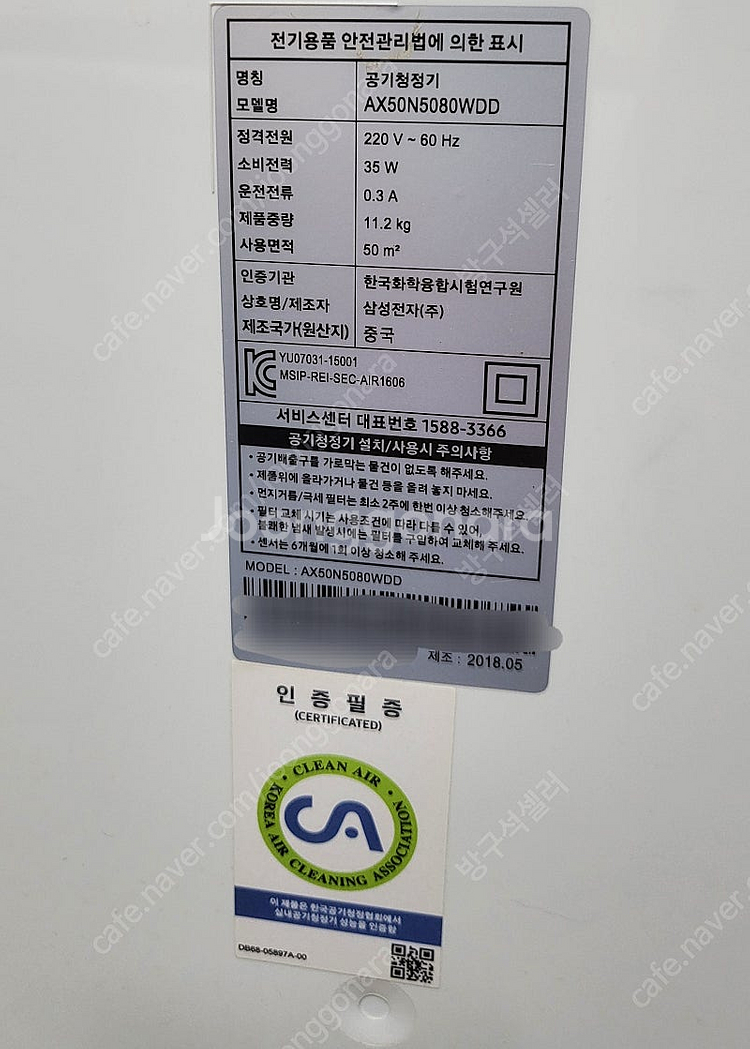 전기용품 안전관리법에 의한 표시
명칭 공기청정기
모델명 AX50N5080WDD
정격전원 220 V ~ 60 Hz
소비전력 35 W
운전전류 0.3 A
제품중량 11.2 kg
사용면적 50 m²
인증기관 한국화학융합시험연구원
상호명/제조자 삼성전자(주)
제조국가(원산지) 중국
YU07031-15001
MSIP-REI-SEC-AIR1606
서비스센터 대표번호 1588-3366
공기청정기 설치/사용시 주의사항
• 공기배출구를 가로막는 물건이 없도록 해주세요.
• 제품위에 올라가거나 물건 등을 올려 놓지 마세요.
• 먼지거름/극세 필터는 최소 2주에 한번 이상 청소해주세요.
• 필터 교체 시기는 사용조건에 따라 다를 수 있어
불쾌한 냄새 발생시에는 필터를 구입하여 교체해 주세요.
• 센서는 6개월에 1회 이상 청소해 주세요.
MODEL : AX50N5080WDD
제조 : 2018.05
인증필증
(CERTIFICATED)
• CLEAN AIR •
KOREA AIR CLEANING ASSOCIATION
CA
이 제품은 한국공기청정협회에서
실내공기청정기 성능을 인증함
DB68-05897A-00
Joonggonara
cafe.naver.com/joonggonara
방구석셀러